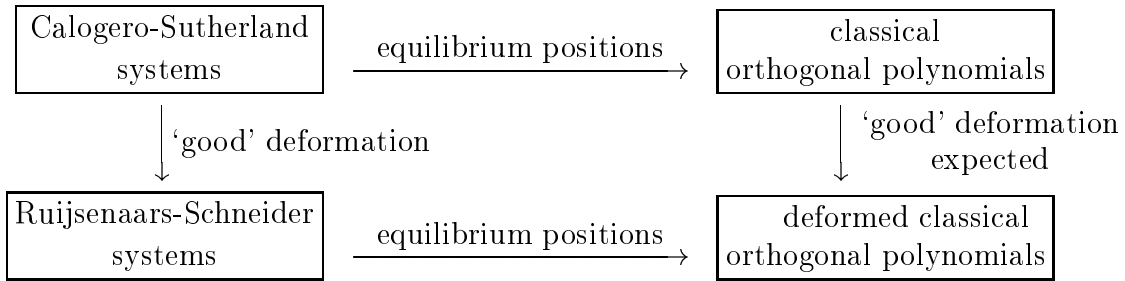 Calogero-Sutherland
systems
equilibrium positions
classical
orthogonal polynomials
‘good’ deformation
‘good’ deformation
expected
Ruijsenaars-Schneider
systems
equilibrium positions
deformed classical
orthogonal polynomials